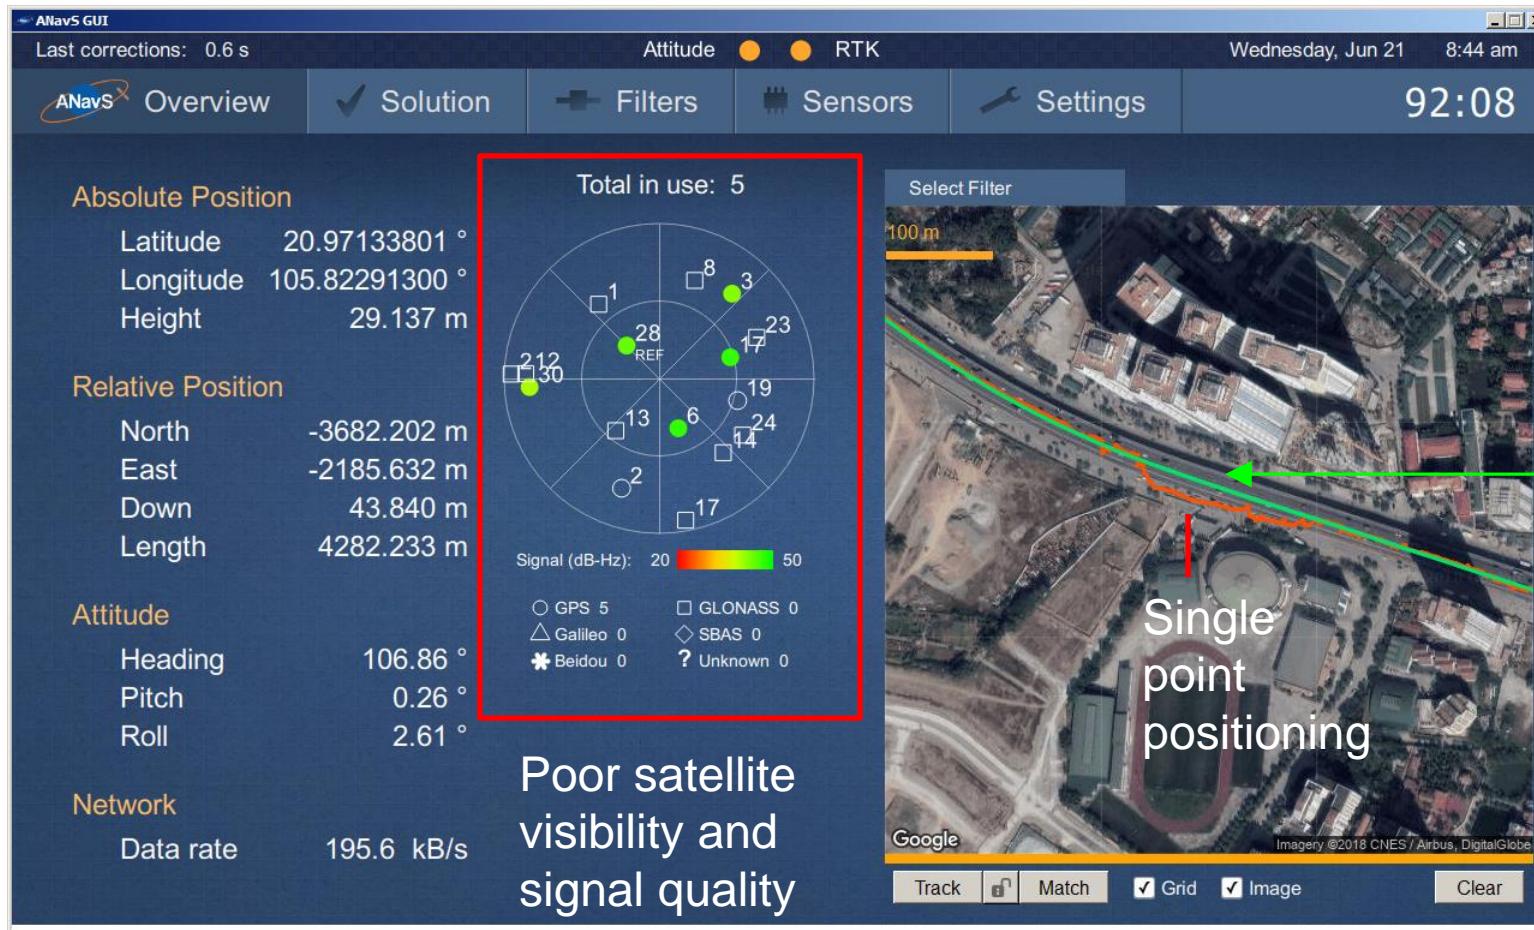 ANavS GUI
Last corrections: 0.6 s Attitude RTK Wednesday, Jun 21 8:44 am
ANavS Overview Solution Filters Sensors Settings 92:08
Absolute Position
Latitude 20.97133801 °
Longitude 105.82291300 °
Height 29.137 m
Relative Position
North -3682.202 m
East -2185.632 m
Down 43.840 m
Length 4282.233 m
Attitude
Heading 106.86 °
Pitch 0.26 °
Roll 2.61 °
Network
Data rate 195.6 kB/s
Total in use: 5
8
3
1
28
REF
23
17
212
30
19
13
6
24
14
2
17
Signal (dB-Hz): 20 50
GPS 5 GLONASS 0
Galileo 0 SBAS 0
Beidou 0 ? Unknown 0
Poor satellite
visibility and
signal quality
Select Filter
100 m
Single
point
positioning
Google
Imagery ©2018 CNES / Airbus, DigitalGlobe
Track Match Grid Image Clear